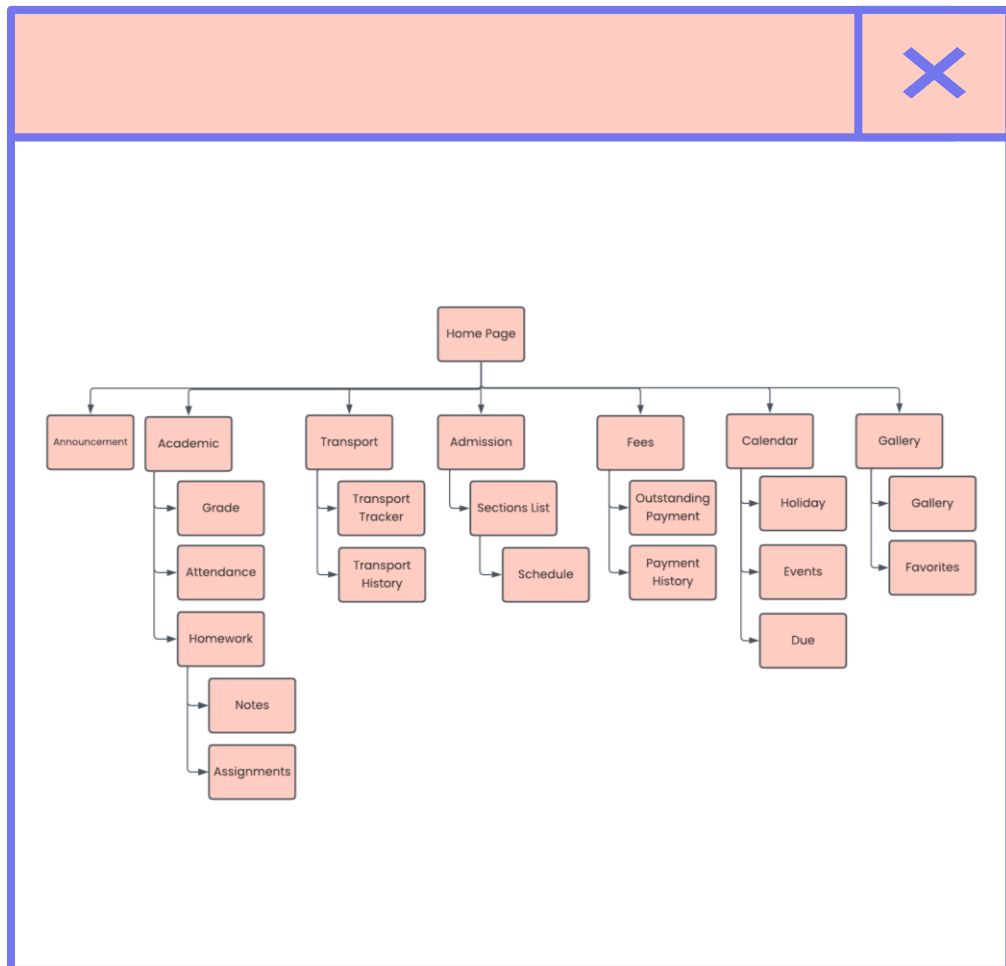 Home Page
Announcement
Academic
Transport
Admission
Fees
Calendar
Gallery
Grade
Attendance
Homework
Notes
Assignments
Transport
Tracker
Transport
History
Sections List
Schedule
Outstanding
Payment
Payment
History
Holiday
Events
Due
Gallery
Favorites